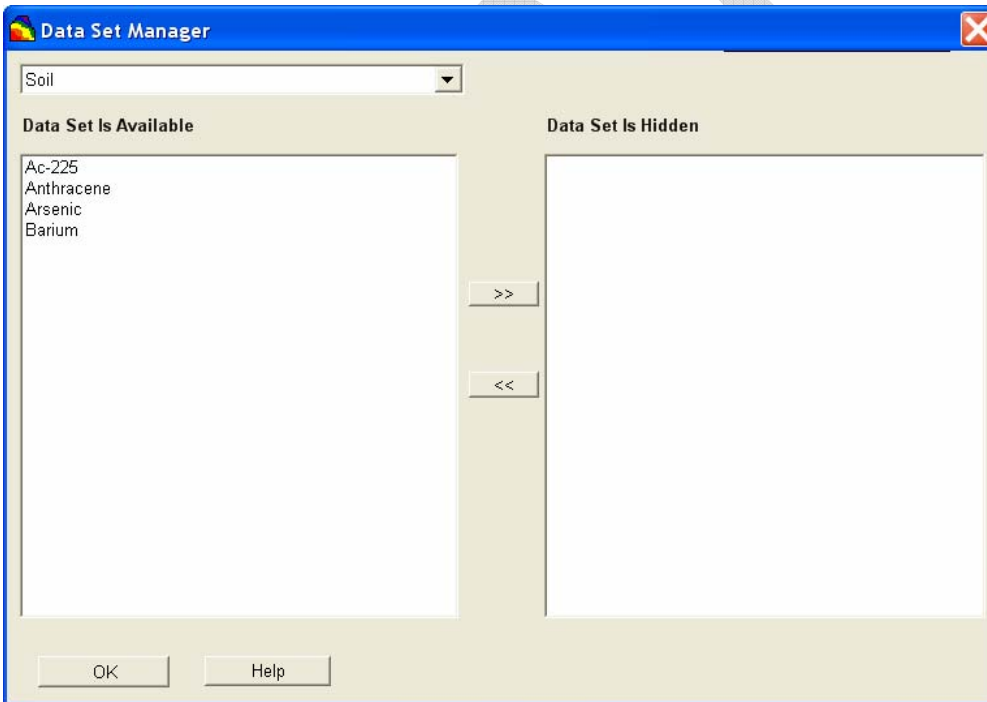 Data Set Manager
Soil
Data Set Is Available
Data Set Is Hidden
Ac-225
Anthracene
Arsenic
Barium
>>
<<
OK
Help